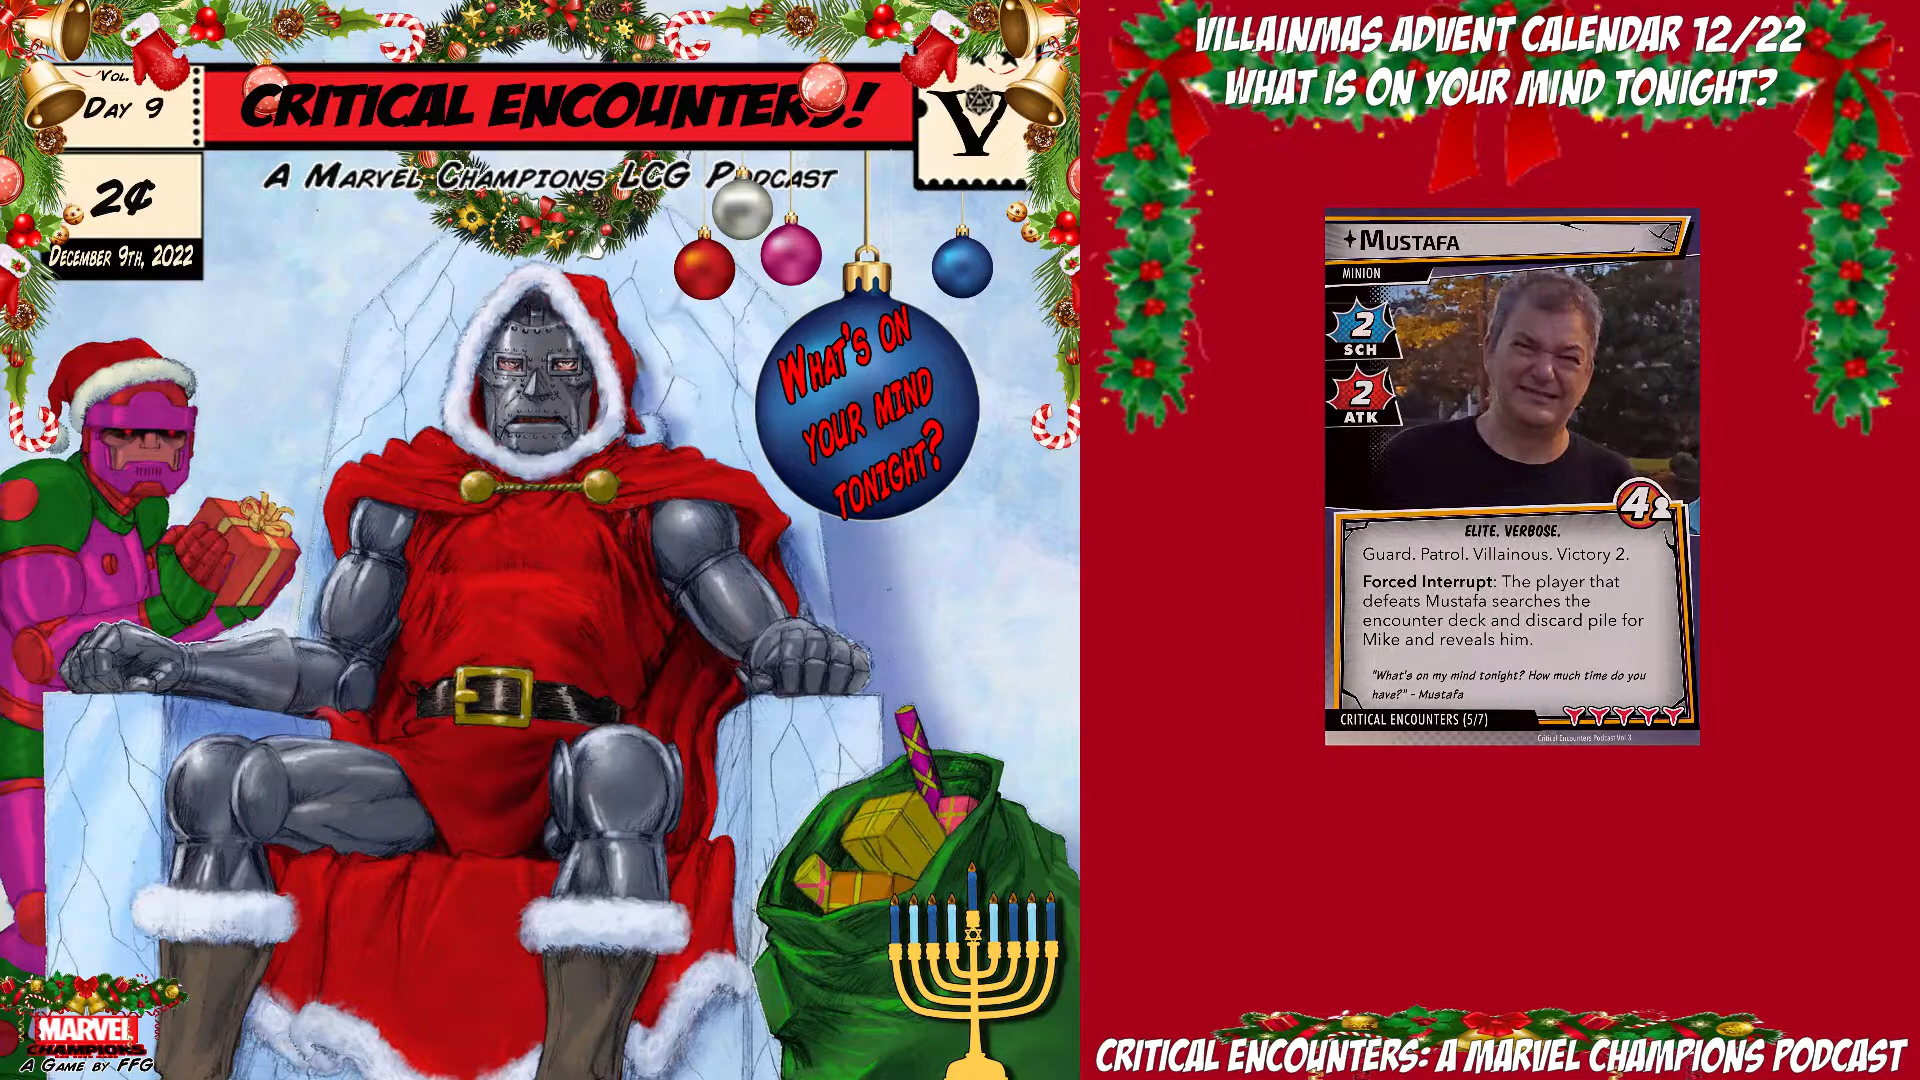 VOL.
DAY 9
2¢
DECEMBER 9TH, 2022
CRITICAL ENCOUNTERS!
V
A MARVEL CHAMPIONS LCG PODCAST
WHAT'S ON
YOUR MIND
TONIGHT?
MARVEL
CHAMPIONS
A GAME BY FFG
VILLAINMAS ADVENT CALENDAR 12/22
WHAT IS ON YOUR MIND TONIGHT?
MUSTAFA
MINION
2
SCH
2
ATK
4
ELITE. VERBOSE.
Guard. Patrol. Villainous. Victory 2.
Forced Interrupt: The player that
defeats Mustafa searches the
encounter deck and discard pile for
Mike and reveals him.
"What's on my mind tonight? How much time do you
have?" - Mustafa
CRITICAL ENCOUNTERS (5/7)
Critical Encounters Podcast Vol 3
CRITICAL ENCOUNTERS: A MARVEL CHAMPIONS PODCAST